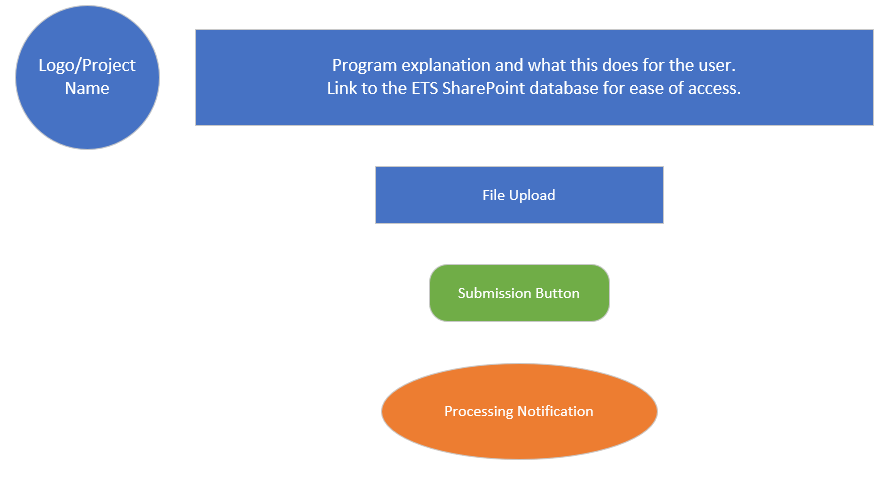 Logo/Project
Name
Program explanation and what this does for the user.
Link to the ETS SharePoint database for ease of access.
File Upload
Submission Button
Processing Notification